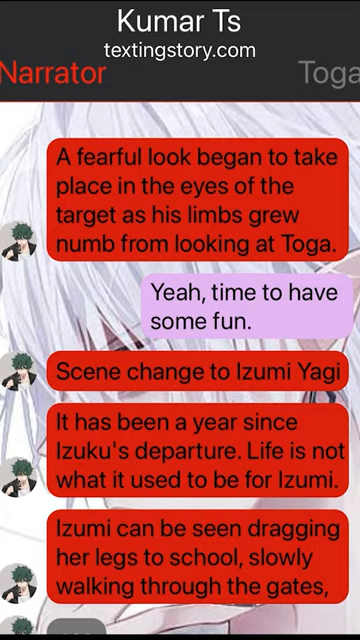 Kumar Ts
textingstory.com
Narrator
Toga
A fearful look began to take
place in the eyes of the
target as his limbs grew
numb from looking at Toga.
Yeah, time to have
some fun.
Scene change to Izumi Yagi
It has been a year since
Izuku's departure. Life is not
what it used to be for Izumi.
Izumi can be seen dragging
her legs to school, slowly
walking through the gates,